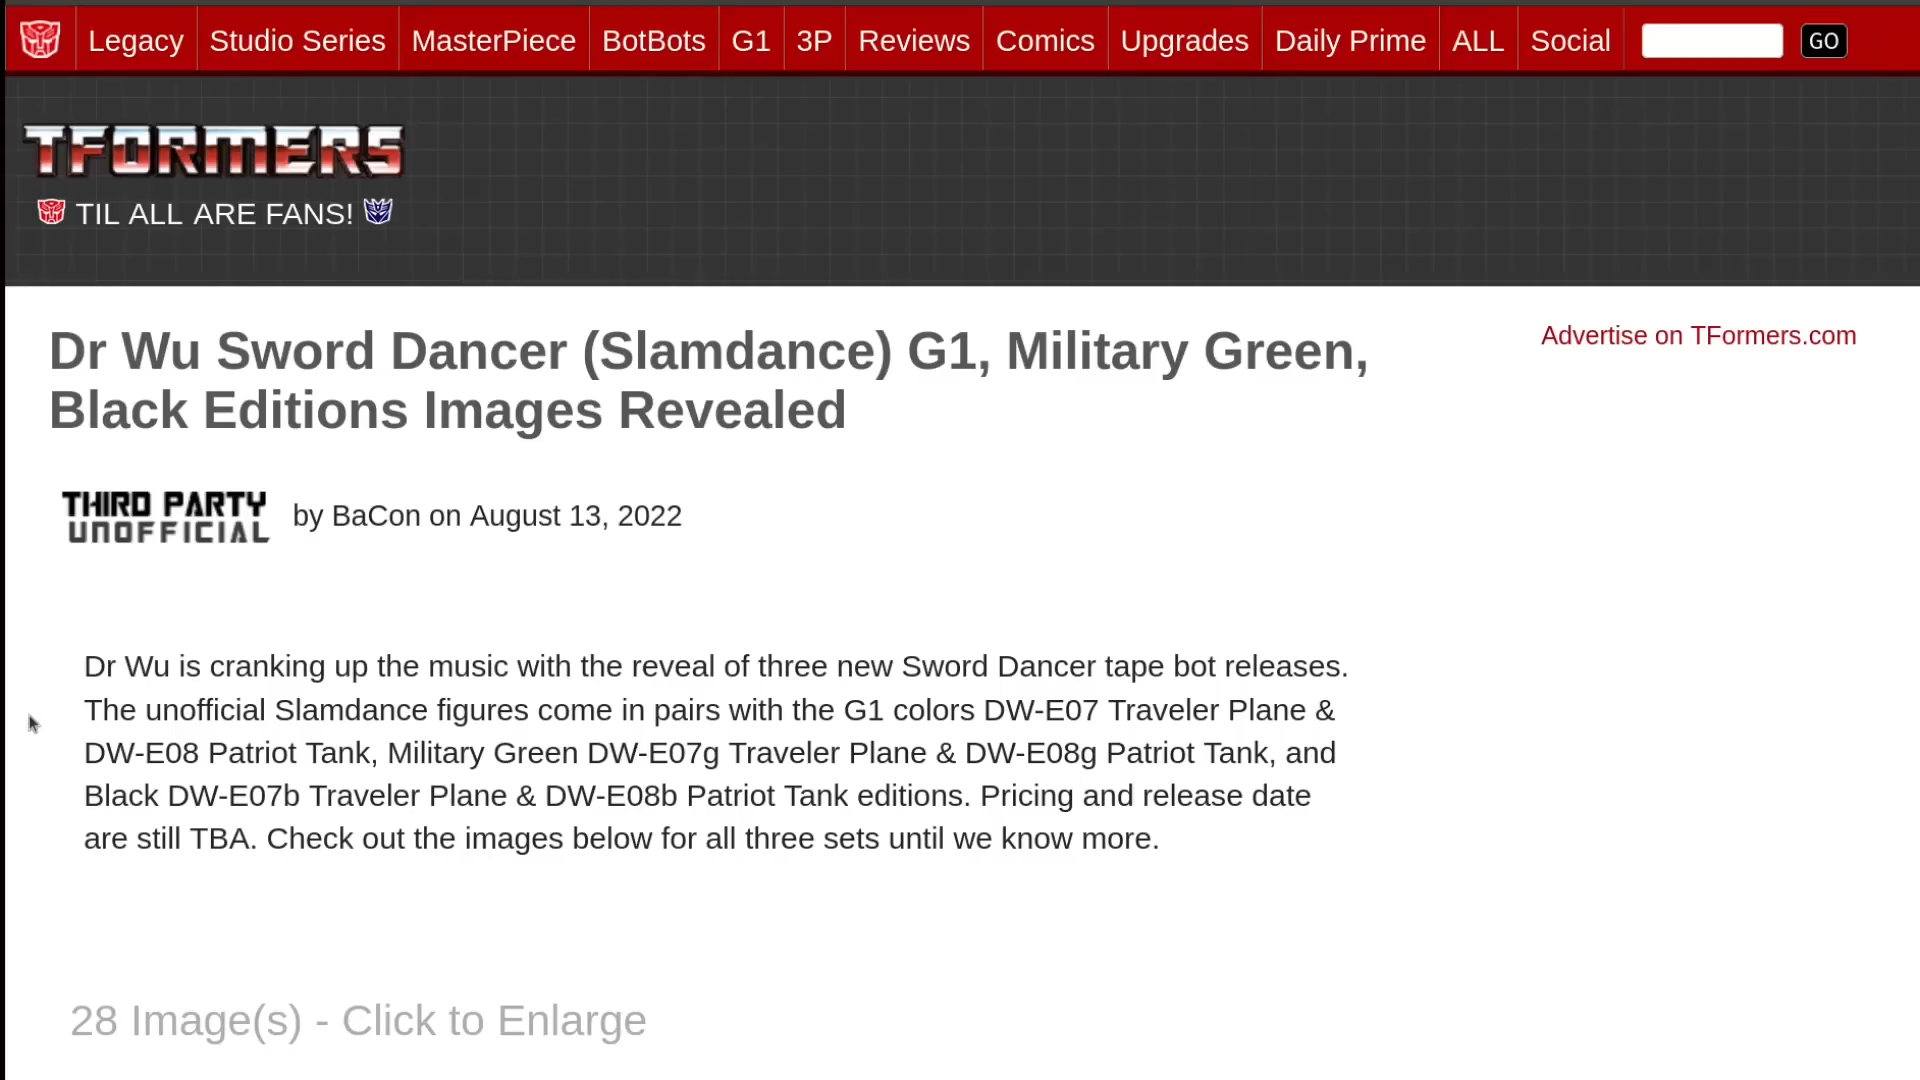 Legacy Studio Series MasterPiece BotBots G1 3P Reviews Comics Upgrades Daily Prime ALL Social GO
TFORMERS
TIL ALL ARE FANS!
Dr Wu Sword Dancer (Slamdance) G1, Military Green,
Black Editions Images Revealed
Advertise on TFormers.com
THIRD PARTY
UNOFFICIAL
by BaCon on August 13, 2022
Dr Wu is cranking up the music with the reveal of three new Sword Dancer tape bot releases.
The unofficial Slamdance figures come in pairs with the G1 colors DW-E07 Traveler Plane &
DW-E08 Patriot Tank, Military Green DW-E07g Traveler Plane & DW-E08g Patriot Tank, and
Black DW-E07b Traveler Plane & DW-E08b Patriot Tank editions. Pricing and release date
are still TBA. Check out the images below for all three sets until we know more.
28 Image(s) - Click to Enlarge